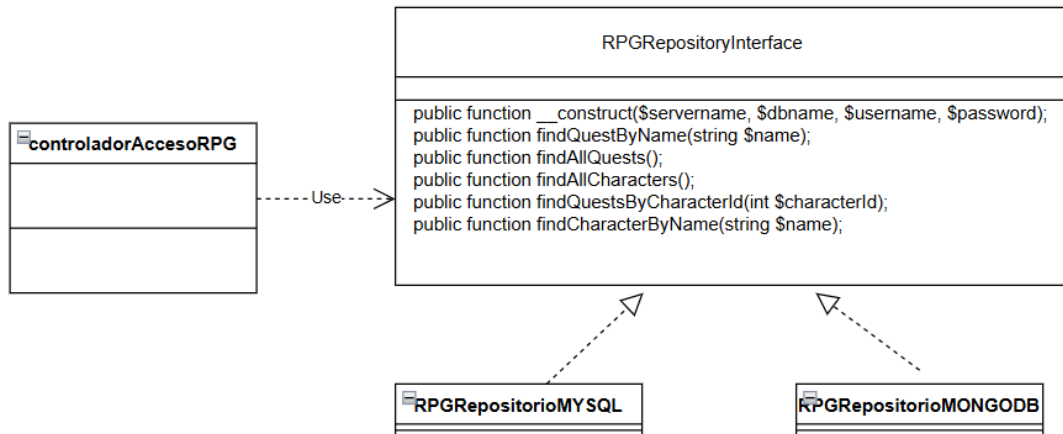 RPGRepositoryInterface
public function __construct($servername, $dbname, $username, $password);
public function findQuestByName(string $name);
public function findAllQuests();
public function findAllCharacters();
public function findQuestsByCharacterId(int $characterId);
public function findCharacterByName(string $name);
controladorAccesoRPG
Use
RPGRepositorioMYSQL
RPGRepositorioMONGODB